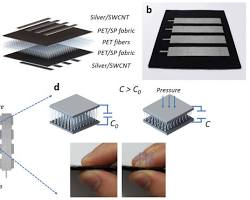 Silver/SWCNT
PET/SP fabric
PET fibers
PET/SP fabric
Silver/SWCNT
b
d
C > C₀
Pressure
C₀
C